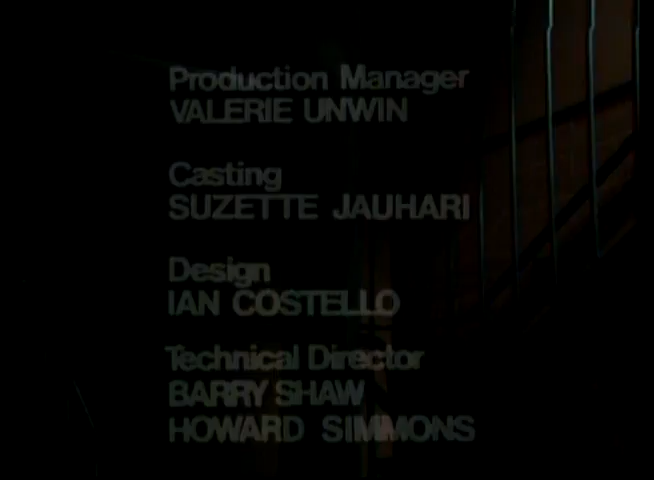 Production Manager
VALERIE UNWIN
Casting
SUZETTE JAUHARI
Design
IAN COSTELLO
Technical Director
BARRY SHAW
HOWARD SIMMONS